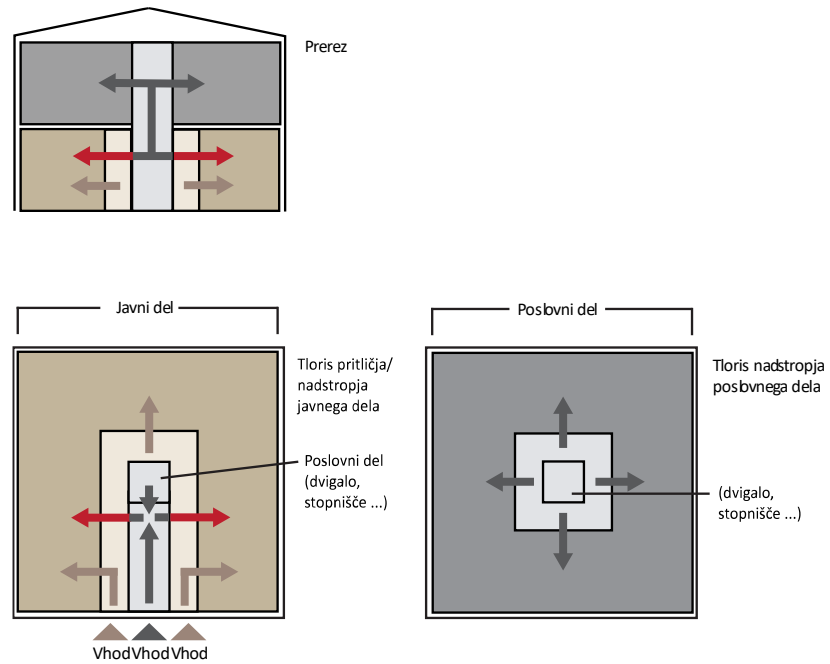 Prerez
Javni del
Poslovni del
Tloris pritličja/
nadstropja
javnega dela
Tloris nadstropja
poslovnega dela
Poslovni del
(dvigalo,
stopnišče ...)
(dvigalo,
stopnišče ...)
Vhod Vhod Vhod